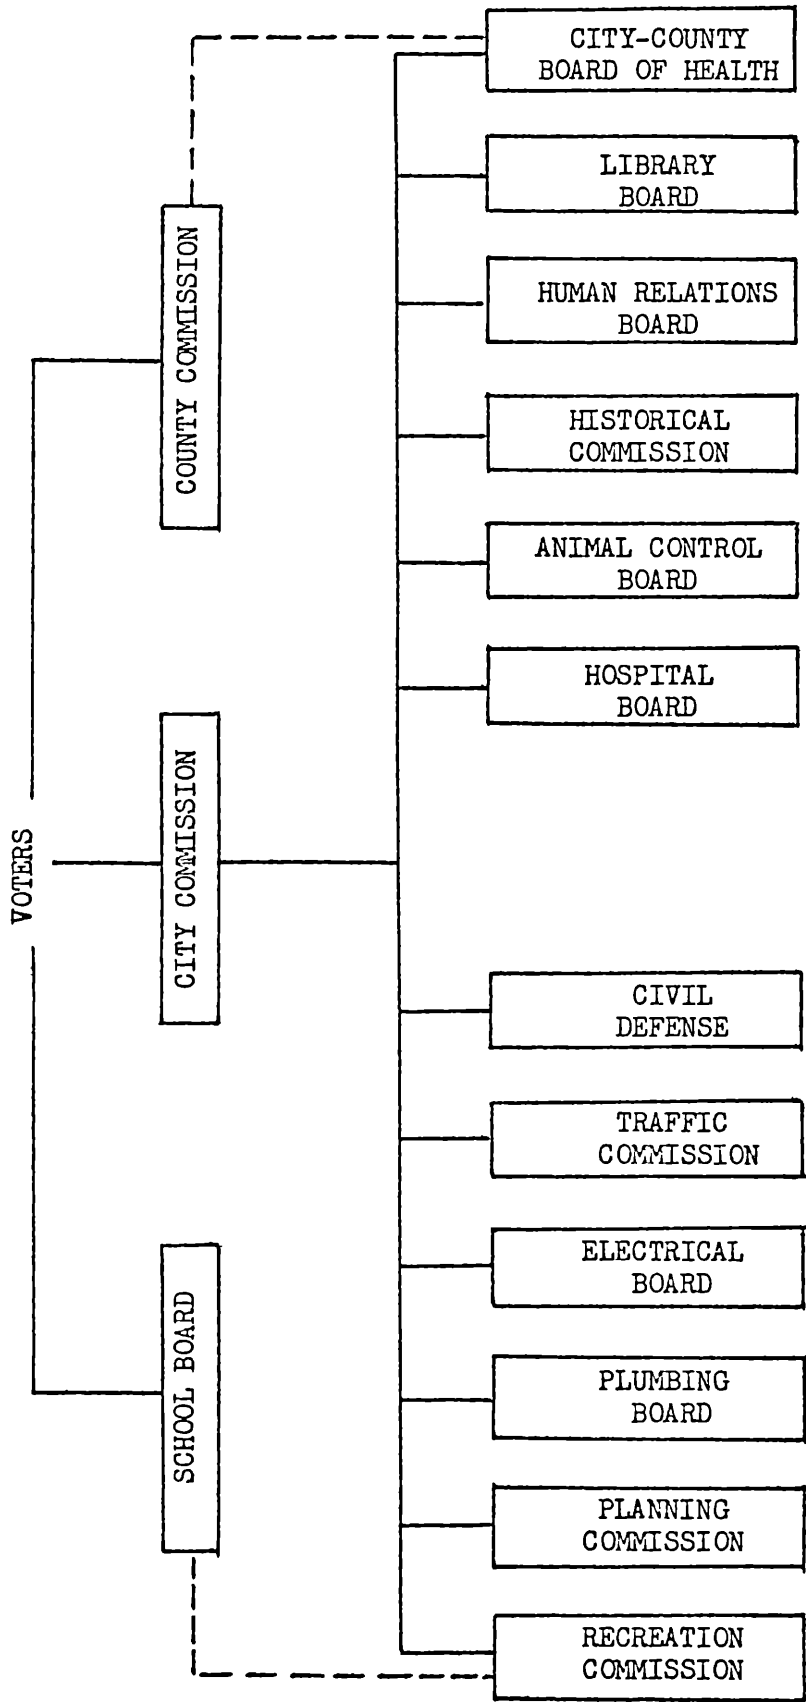 VOTERS
COUNTY COMMISSION
CITY COMMISSION
SCHOOL BOARD
CITY-COUNTY
BOARD OF HEALTH
LIBRARY
BOARD
HUMAN RELATIONS
BOARD
HISTORICAL
COMMISSION
ANIMAL CONTROL
BOARD
HOSPITAL
BOARD
CIVIL
DEFENSE
TRAFFIC
COMMISSION
ELECTRICAL
BOARD
PLUMBING
BOARD
PLANNING
COMMISSION
RECREATION
COMMISSION